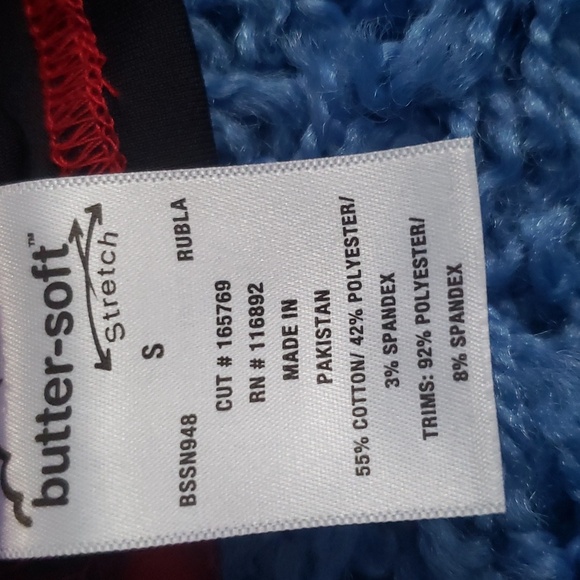 butter-soft™
Stretch
S
BSSN948 RUBLA
CUT # 165769
RN # 116892
MADE IN
PAKISTAN
55% COTTON/ 42% POLYESTER/
3% SPANDEX
TRIMS: 92% POLYESTER/
8% SPANDEX